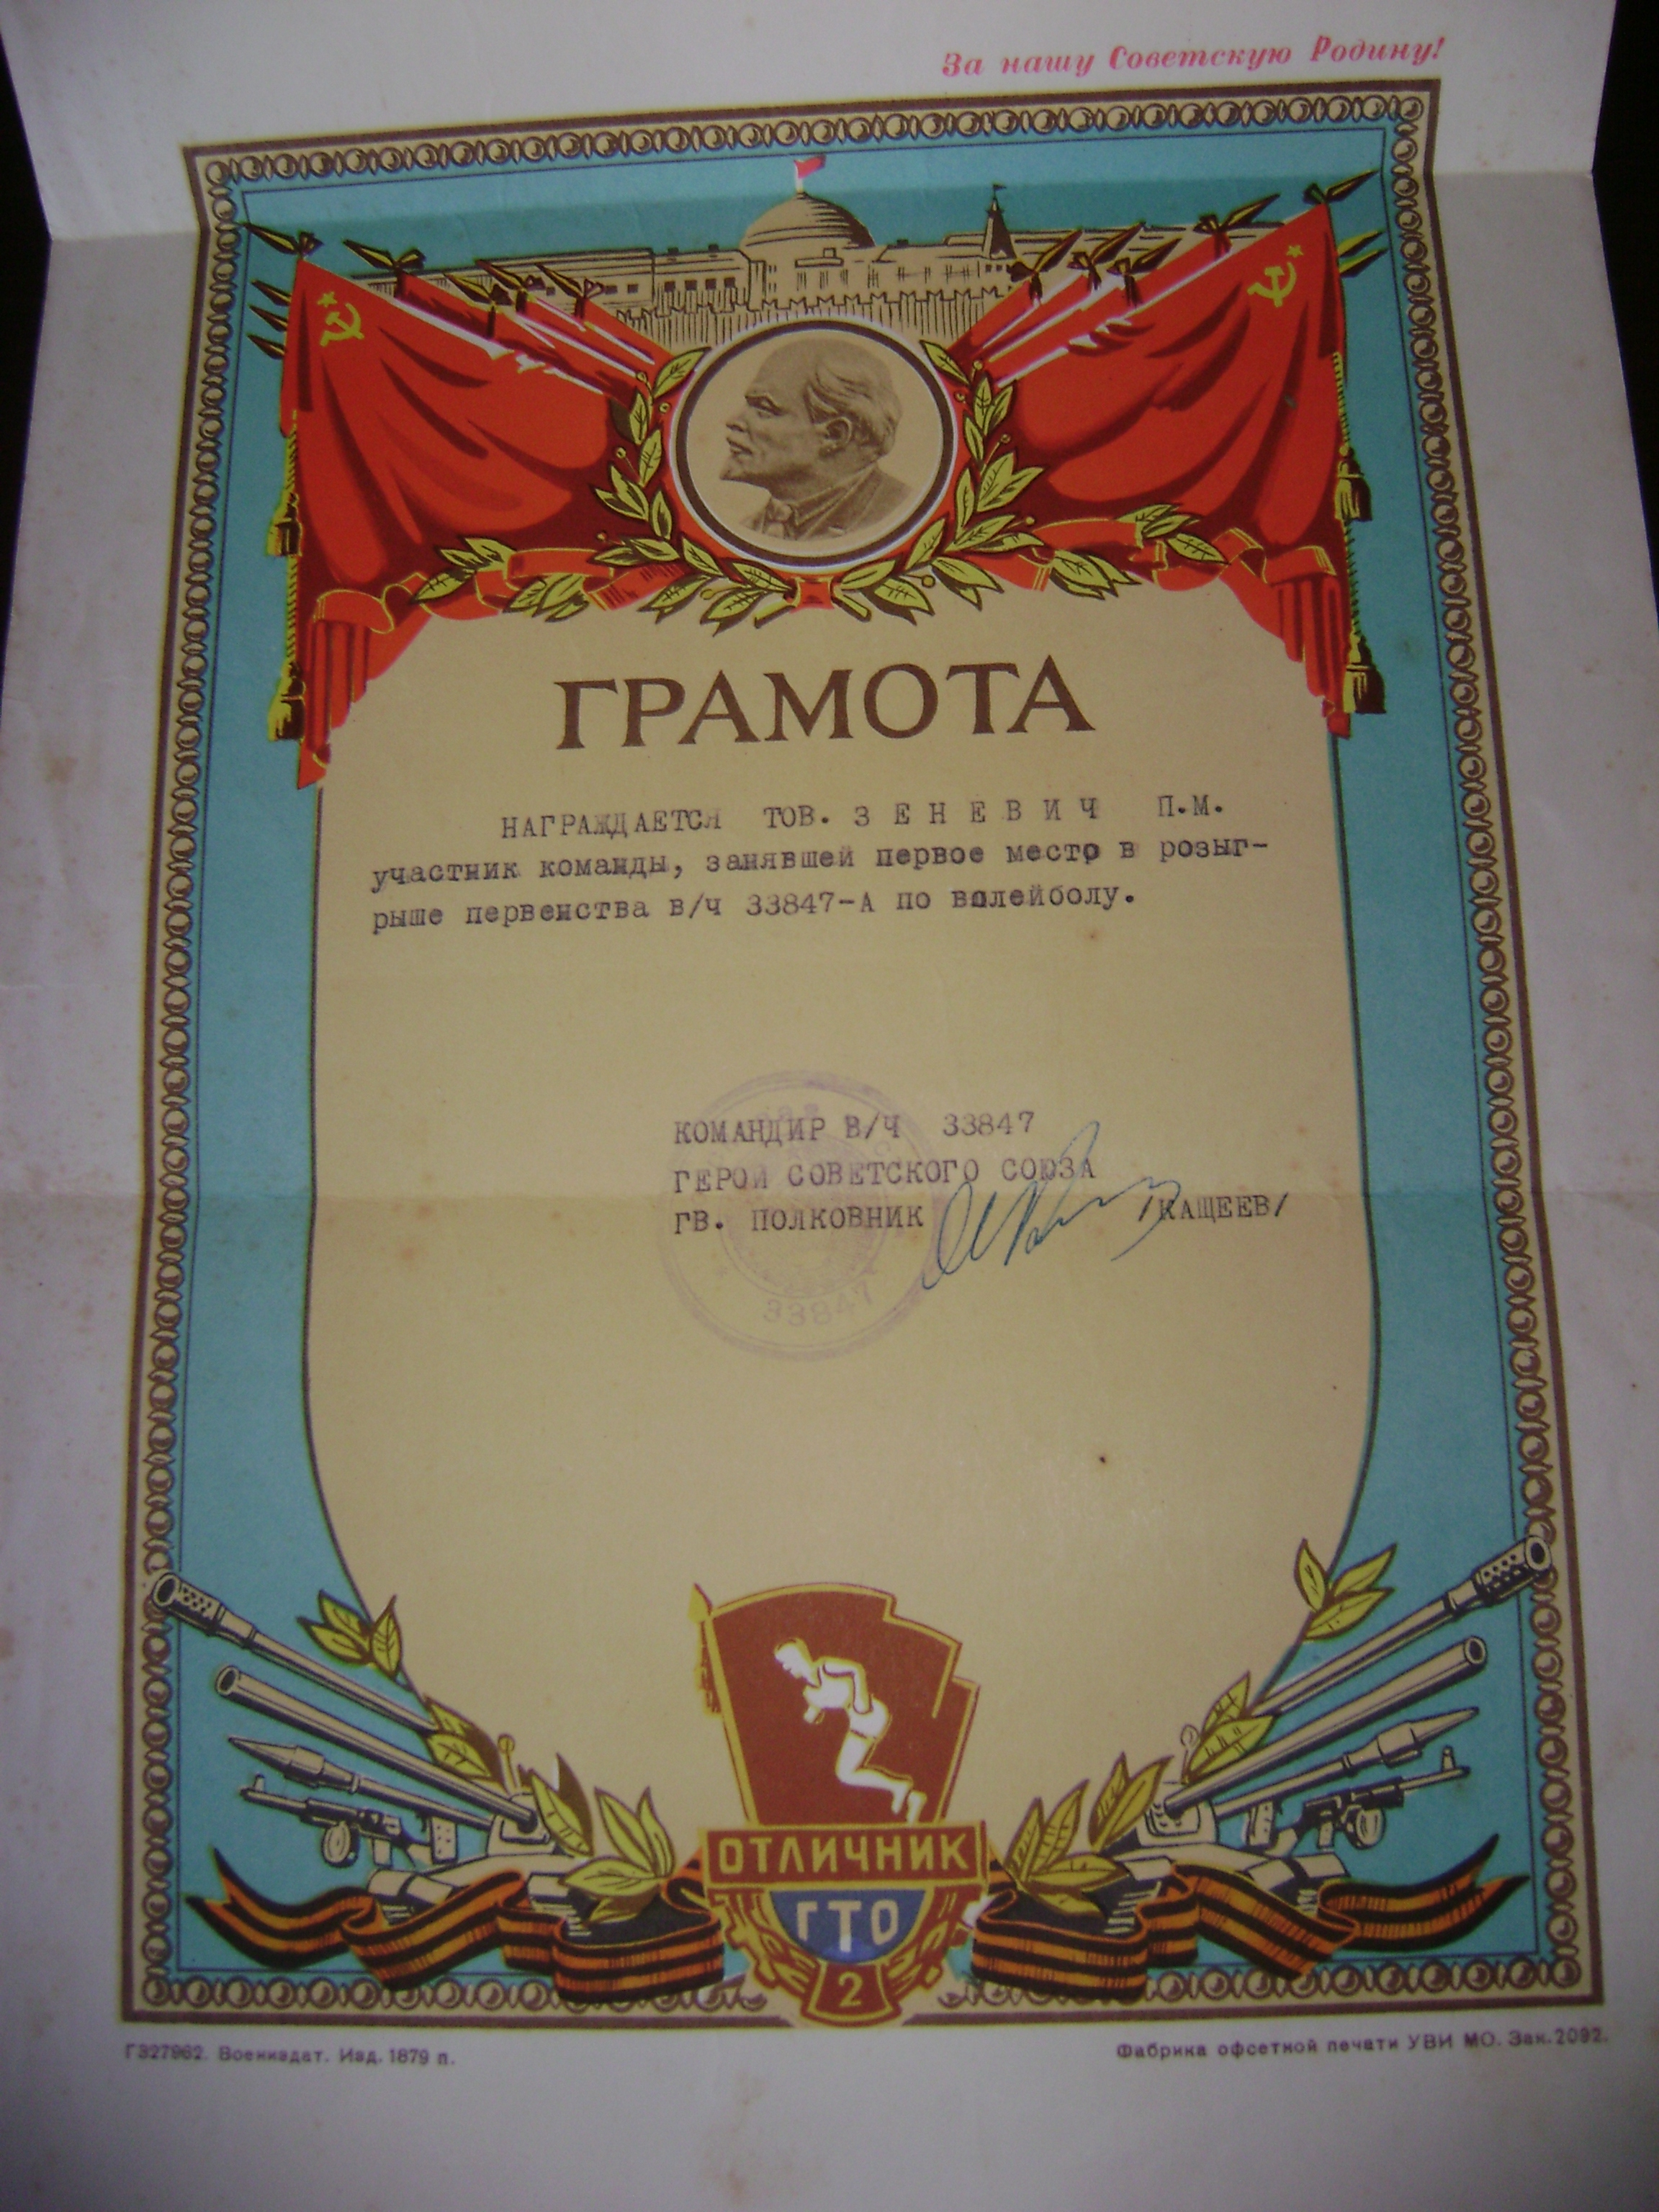 За нашу Советскую Родину!
ГРАМОТА
НАГРАЖДАЕТСЯ ТОВ. З Е Н Е В И Ч П.М.
участник команды, занявшей первое место в розыг-
рыше первенства в/ч 33847-А по волейболу.
КОМАНДИР В/Ч 33847
ГЕРОЙ СОВЕТСКОГО СОЮЗА
ГВ. ПОЛКОВНИК /КАЩЕЕВ/
33847
ОТЛИЧНИК
ГТО
2
Г327962. Воениздат. Изд. 1879 п.
Фабрика офсетной печати УВИ МО. Зак. 2092.